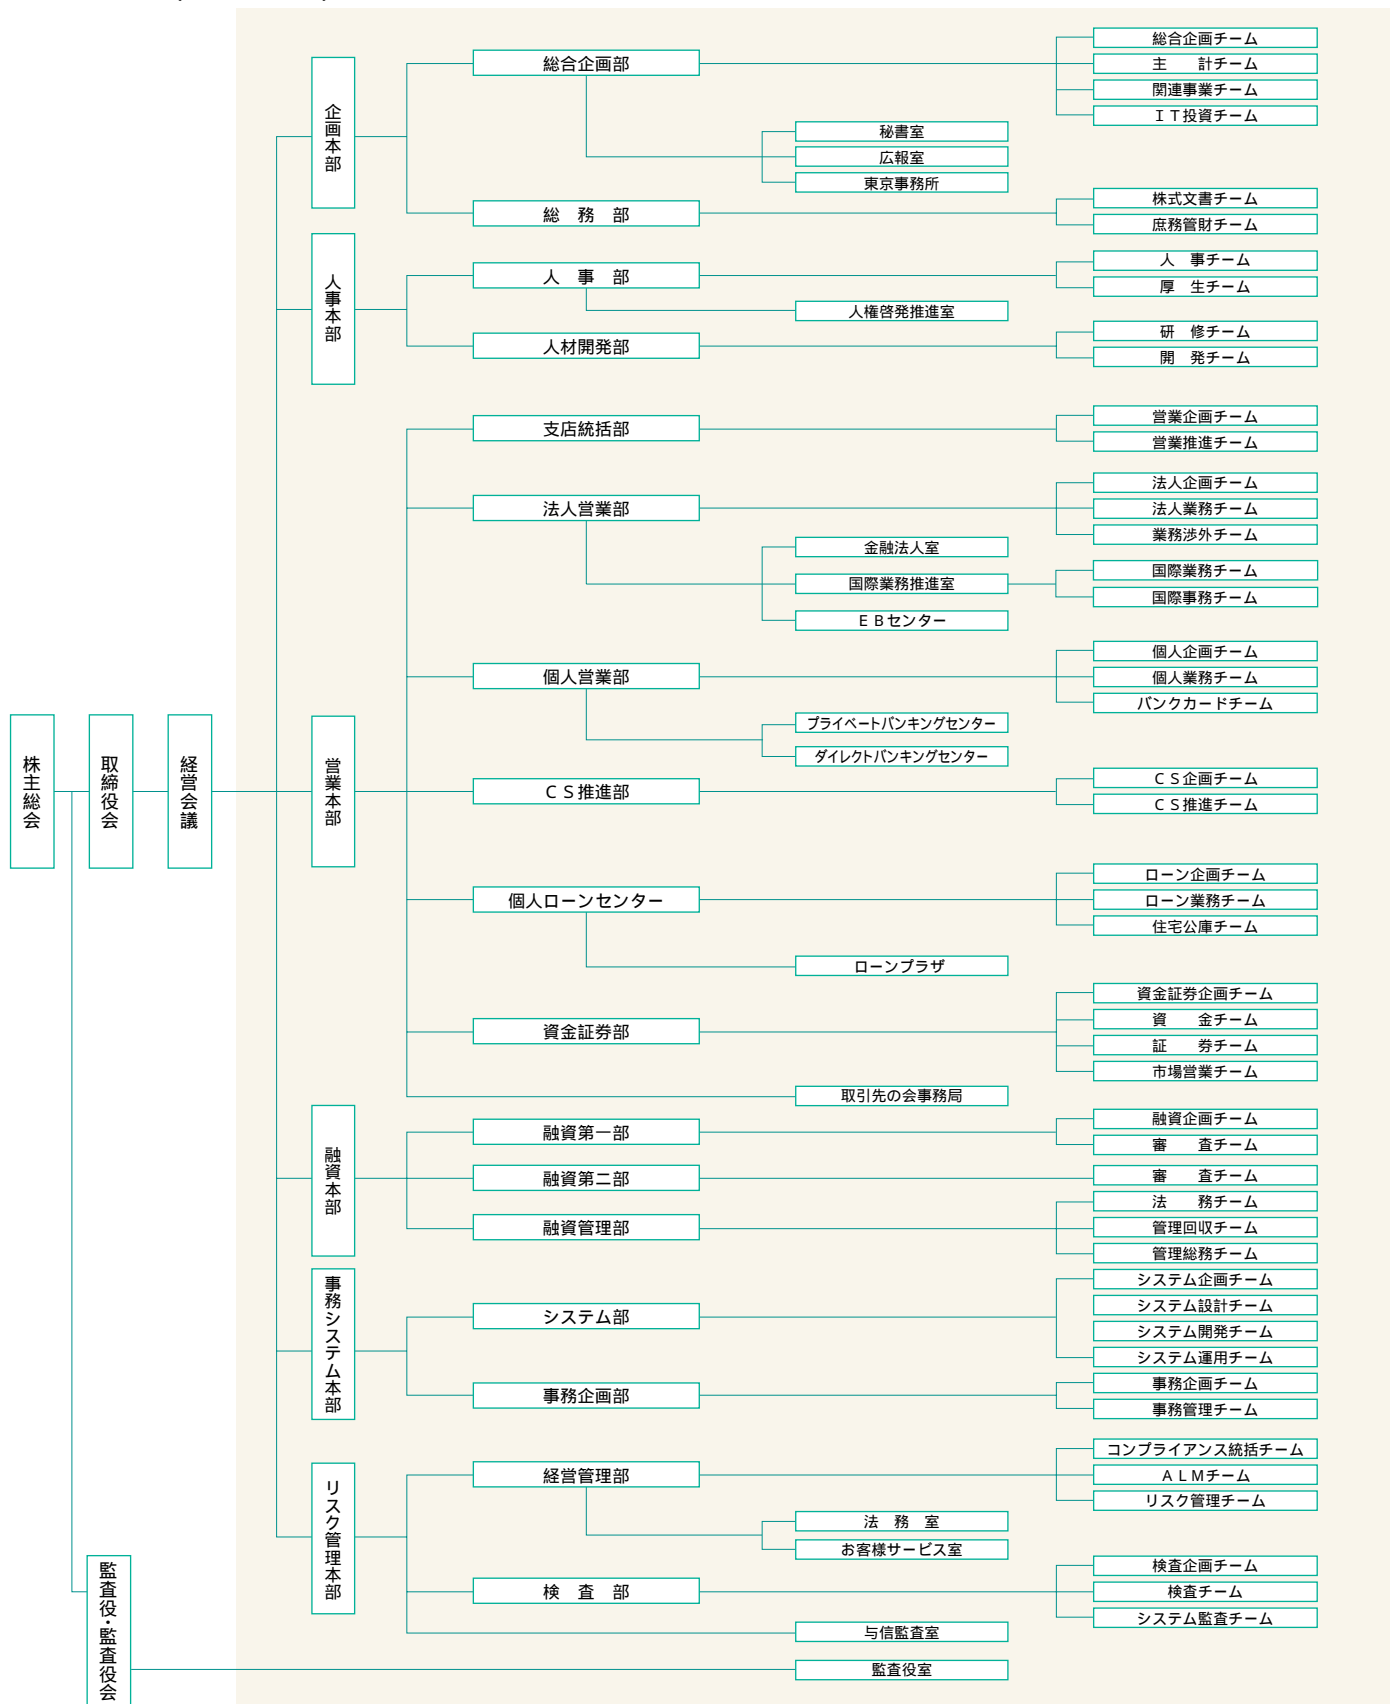 株主総会
取締役会
経営会議
監査役・監査役会
企画本部
総合企画部
総合企画チーム
主　　計チーム
関連事業チーム
ＩＴ投資チーム
秘書室
広報室
東京事務所
総　務　部
株式文書チーム
庶務管財チーム
人事本部
人　事　部
人　事チーム
厚　生チーム
人権啓発推進室
人材開発部
研　修チーム
開　発チーム
営業本部
支店統括部
営業企画チーム
営業推進チーム
法人営業部
法人企画チーム
法人業務チーム
業務渉外チーム
金融法人室
国際業務推進室
国際業務チーム
国際事務チーム
ＥＢセンター
個人営業部
個人企画チーム
個人業務チーム
バンクカードチーム
プライベートバンキングセンター
ダイレクトバンキングセンター
ＣＳ推進部
ＣＳ企画チーム
ＣＳ推進チーム
個人ローンセンター
ローン企画チーム
ローン業務チーム
住宅公庫チーム
ローンプラザ
資金証券部
資金証券企画チーム
資　　金チーム
証　　券チーム
市場営業チーム
取引先の会事務局
融資本部
融資第一部
融資企画チーム
審　　査チーム
融資第二部
審　　査チーム
融資管理部
法　　務チーム
管理回収チーム
管理総務チーム
事務システム本部
システム部
システム企画チーム
システム設計チーム
システム開発チーム
システム運用チーム
事務企画部
事務企画チーム
事務管理チーム
リスク管理本部
経営管理部
コンプライアンス統括チーム
ＡＬＭチーム
リスク管理チーム
法　務　室
お客様サービス室
検　査　部
検査企画チーム
検査チーム
システム監査チーム
与信監査室
監査役室